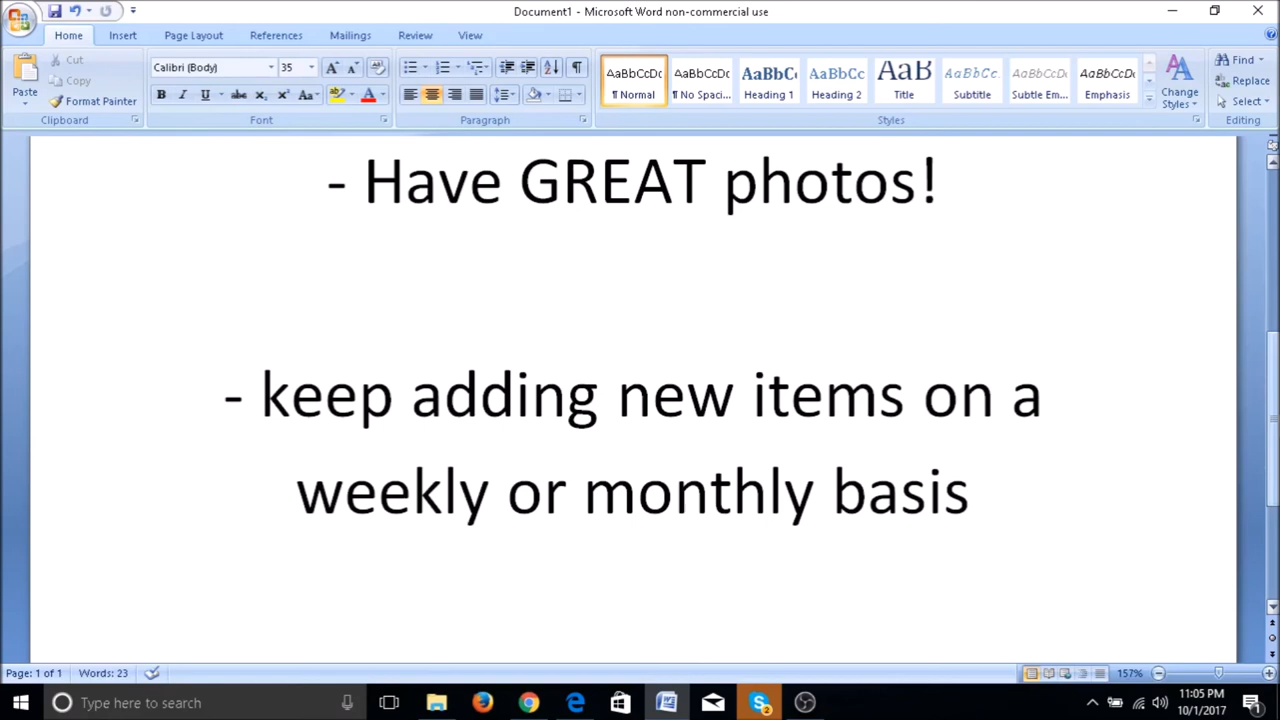 Document1 - Microsoft Word non-commercial use
Home Insert Page Layout References Mailings Review View
Paste
Cut
Copy
Format Painter
Clipboard
Calibri (Body) 35
Font
Paragraph
AaBbCcDc AaBbCcDc AaBbC AaBbCc AaB AaBbCc. AaBbCcDc AaBbCcDc
¶ Normal ¶ No Spaci... Heading 1 Heading 2 Title Subtitle Subtle Em... Emphasis
Styles
Change
Styles
Find
Replace
Select
Editing
- Have GREAT photos!
- keep adding new items on a
weekly or monthly basis
Page: 1 of 1 Words: 23
157%
Type here to search
11:05 PM
10/1/2017